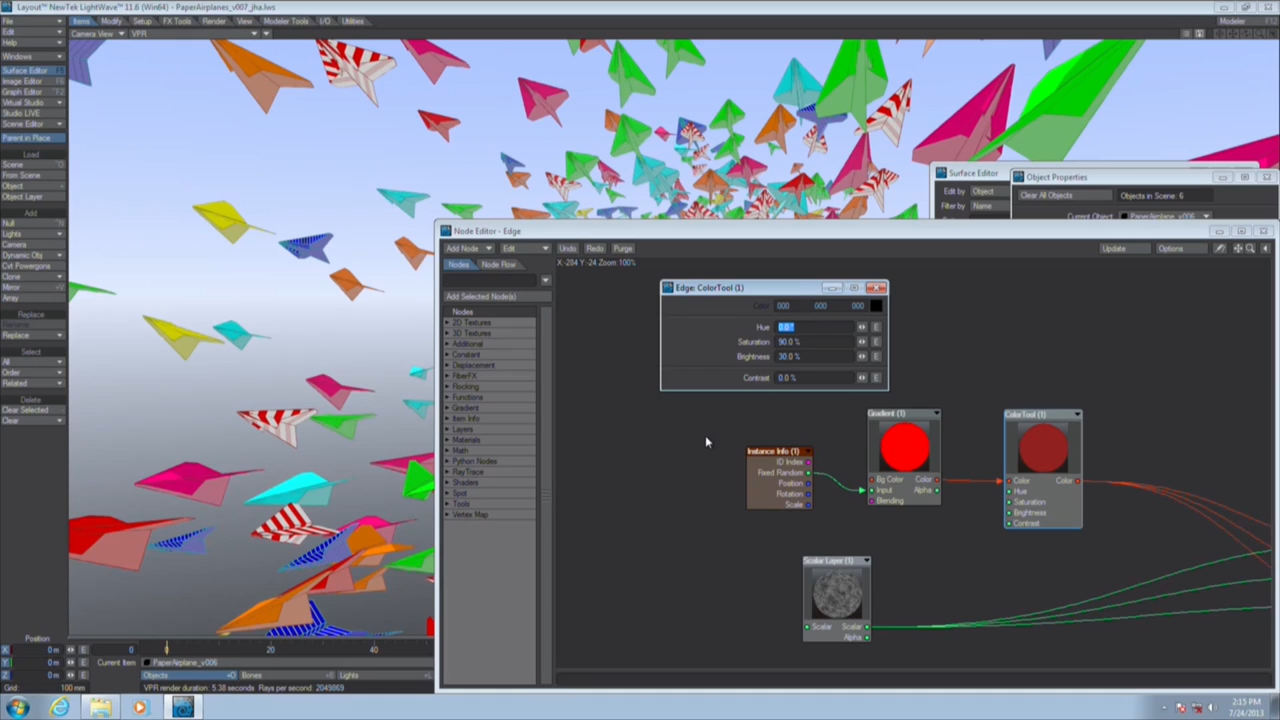 Layout™ NewTek LightWave™ 11.6 (Win64) - PaperAirplanes_v007_jha.lws
File
Items
Modify
Setup
FX Tools
Render
View
Modeler Tools
I/O
Utilities
Modeler
Edit
Camera View
VPR
Help
Windows
Surface Editor
Image Editor
Graph Editor
Virtual Studio
Studio LIVE
Scene Editor
Parent in Place
Load
Scene
From Scene
Object
Object Layer
Add
Null
Lights
Camera
Dynamic Obj
Cvt Powergons
Clone
Mirror
Array
Replace
Rename
Replace
Select
All
Order
Related
Delete
Clear Selected
Clear
Surface Editor
Edit by Object
Filter by Name
Object Properties
Clear All Objects
Objects in Scene: 6
Current Object PaperAirplane_v006
Node Editor - Edge
Add Node
Edit
Undo
Redo
Purge
Update
Options
Nodes
Node Flow
X:-284 Y:-24 Zoom:100%
Add Selected Node(s)
Nodes
2D Textures
3D Textures
Additional
Constant
Displacement
FiberFX
Flocking
Functions
Gradient
Item Info
Layers
Materials
Math
Python Nodes
RayTrace
Shaders
Spot
Tools
Vertex Map
Edge: ColorTool (1)
Color 000 000 000
Hue 0.0 °
E
Saturation 90.0 %
E
Brightness 30.0 %
E
Contrast 0.0 %
E
Instance Info (1)
ID Index
Fixed Random
Position
Rotation
Scale
Gradient (1)
Bg Color Color
Input Alpha
Blending
ColorTool (1)
Color Color
Hue
Saturation
Brightness
Contrast
Scalar Layer (1)
Scalar Scalar
Alpha
Position
X 0 m E
Y 0 m E
Z 0 m E
Grid: 100 mm
0
0
20
40
Current Item PaperAirplane_v006
Objects
Bones
Lights
VPR render duration: 5.38 seconds Rays per second: 2049869
2:15 PM
7/24/2013